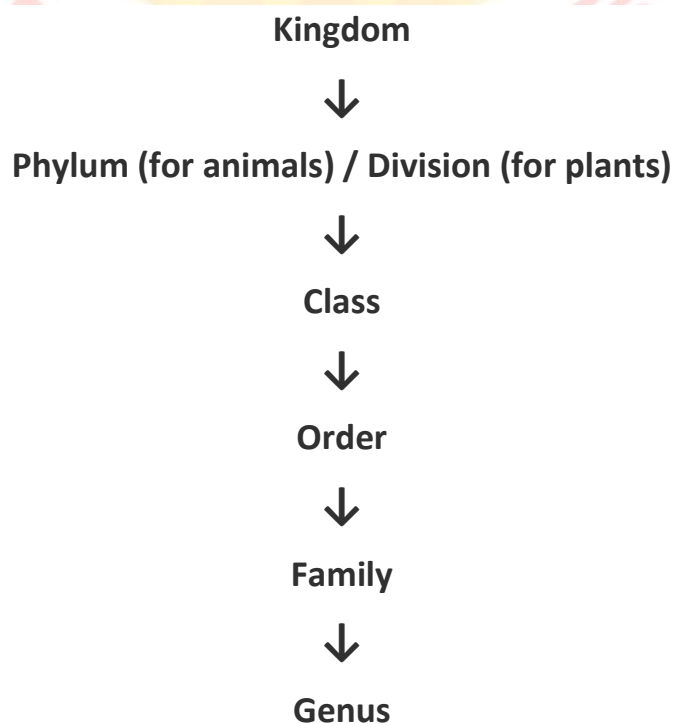 Kingdom
↓
Phylum (for animals) / Division (for plants)
↓
Class
↓
Order
↓
Family
↓
Genus